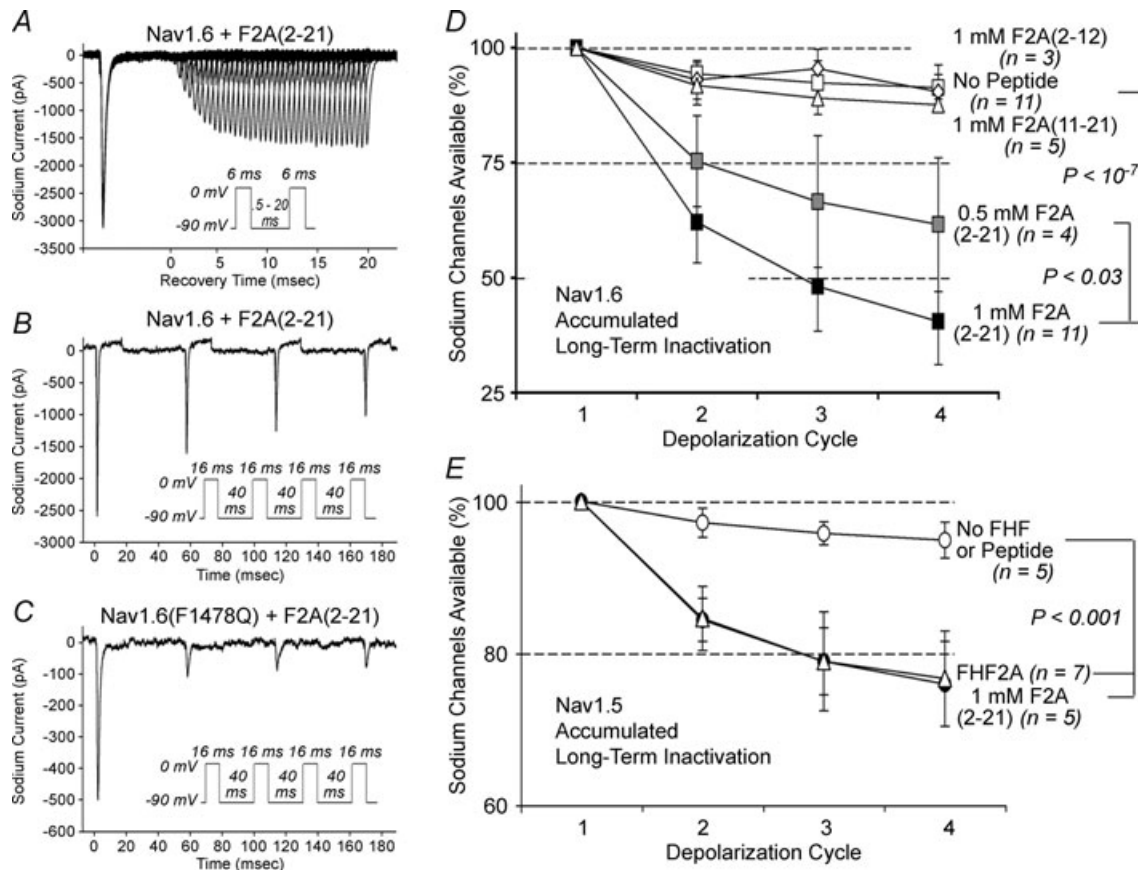 A
Nav1.6 + F2A(2-21)
Sodium Current (pA)
0
-500
-1000
-1500
-2000
-2500
-3000
-3500
6 ms 6 ms
0 mV
.5 - 20
ms
-90 mV
0 5 10 15 20
Recovery Time (msec)
B
Nav1.6 + F2A(2-21)
Sodium Current (pA)
0
-500
-1000
-1500
-2000
-2500
-3000
16 ms 16 ms 16 ms 16 ms
0 mV
40 40 40
ms ms ms
-90 mV
0 20 40 60 80 100 120 140 160 180
Time (msec)
C
Nav1.6(F1478Q) + F2A(2-21)
Sodium Current (pA)
0
-100
-200
-300
-400
-500
-600
16 ms 16 ms 16 ms 16 ms
0 mV
40 40 40
ms ms ms
-90 mV
0 20 40 60 80 100 120 140 160 180
Time (msec)
D
Sodium Channels Available (%)
100
75
50
25
1 mM F2A(2-12)
(n = 3)
No Peptide
(n = 11)
1 mM F2A(11-21)
(n = 5)
P < 10-7
0.5 mM F2A
(2-21) (n = 4)
P < 0.03
1 mM F2A
(2-21) (n = 11)
Nav1.6
Accumulated
Long-Term Inactivation
1 2 3 4
Depolarization Cycle
E
Sodium Channels Available (%)
100
80
60
No FHF
or Peptide
(n = 5)
P < 0.001
FHF2A (n = 7)
1 mM F2A
(2-21) (n = 5)
Nav1.5
Accumulated
Long-Term Inactivation
1 2 3 4
Depolarization Cycle